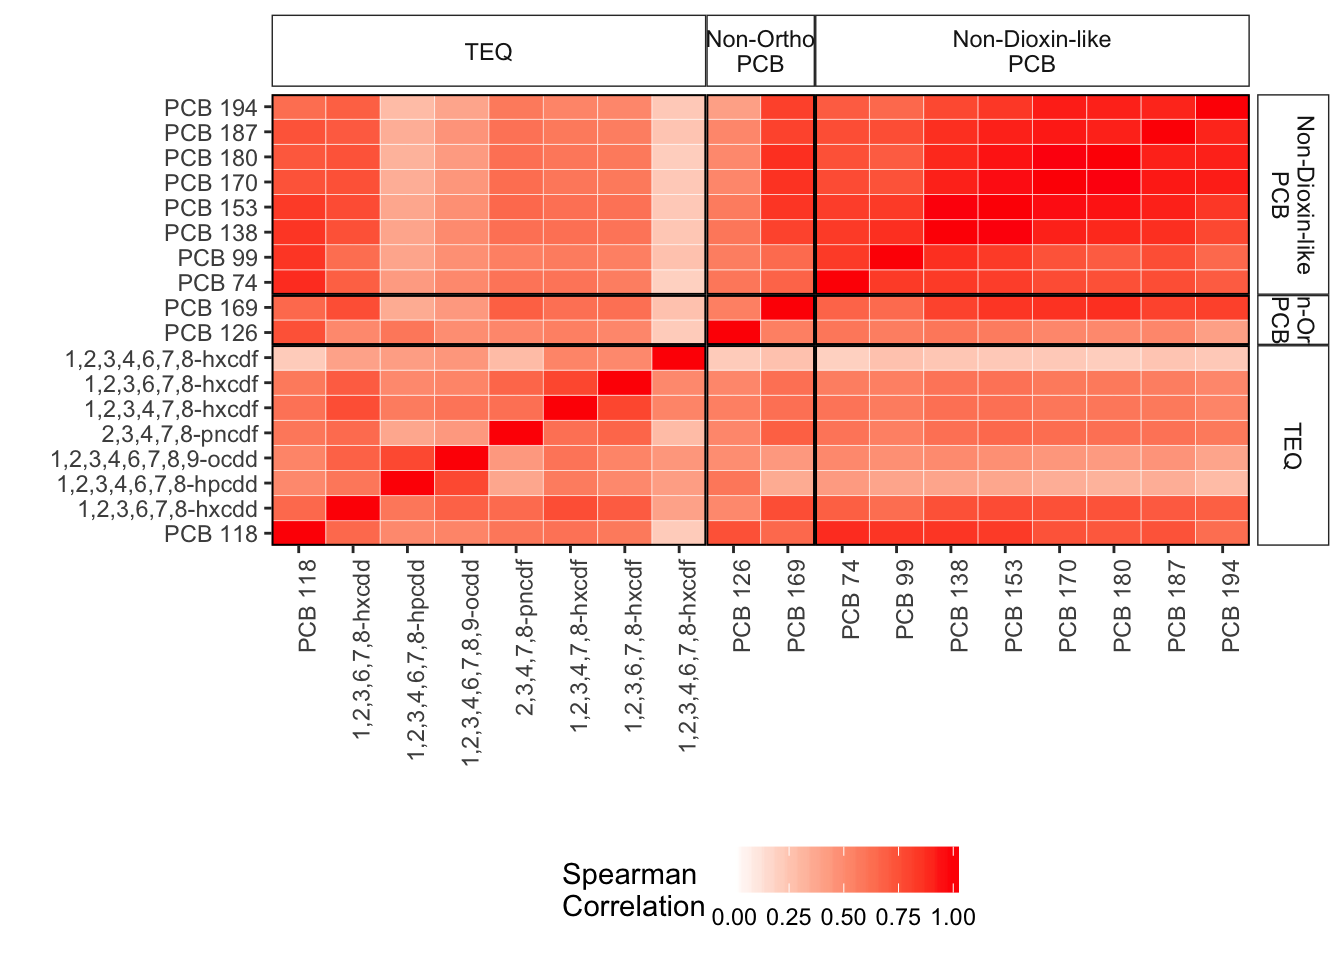 TEQ
Non-Ortho
PCB
Non-Dioxin-like
PCB
PCB 194
PCB 187
PCB 180
PCB 170
PCB 153
PCB 138
PCB 99
PCB 74
PCB 169
PCB 126
1,2,3,4,6,7,8-hxcdf
1,2,3,6,7,8-hxcdf
1,2,3,4,7,8-hxcdf
2,3,4,7,8-pncdf
1,2,3,4,6,7,8,9-ocdd
1,2,3,4,6,7,8-hpcdd
1,2,3,6,7,8-hxcdd
PCB 118
Non-Dioxin-like
PCB
n-Or
PCB
TEQ
PCB 118
1,2,3,6,7,8-hxcdd
1,2,3,4,6,7,8-hpcdd
1,2,3,4,6,7,8,9-ocdd
2,3,4,7,8-pncdf
1,2,3,4,7,8-hxcdf
1,2,3,6,7,8-hxcdf
1,2,3,4,6,7,8-hxcdf
PCB 126
PCB 169
PCB 74
PCB 99
PCB 138
PCB 153
PCB 170
PCB 180
PCB 187
PCB 194
Spearman
Correlation
0.00 0.25 0.50 0.75 1.00